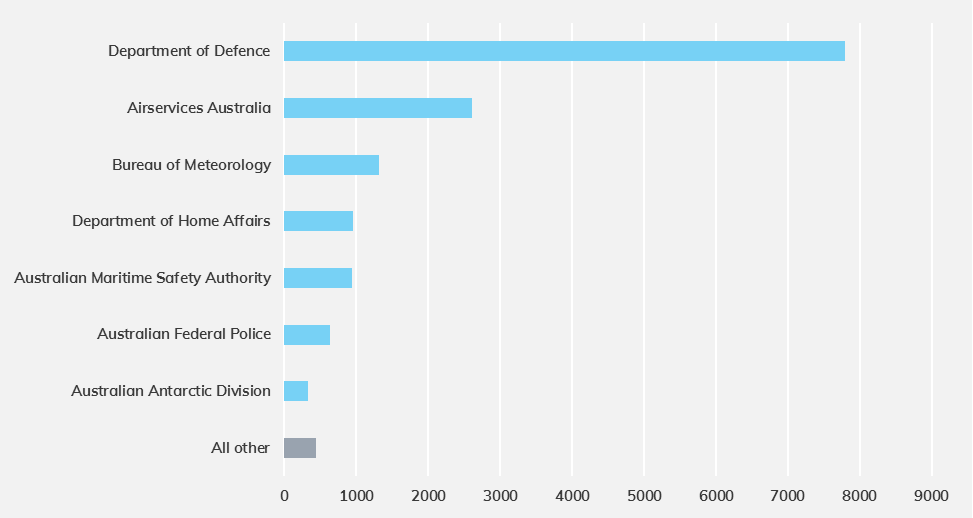 Department of Defence
Airservices Australia
Bureau of Meteorology
Department of Home Affairs
Australian Maritime Safety Authority
Australian Federal Police
Australian Antarctic Division
All other
0 1000 2000 3000 4000 5000 6000 7000 8000 9000